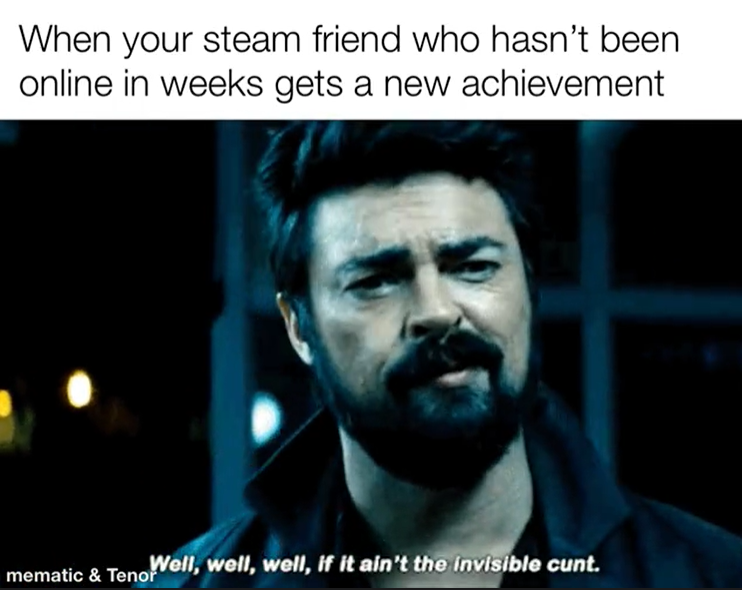 When your steam friend who hasn't been
online in weeks gets a new achievement
Well, well, well, if it ain't the invisible cunt.
mematic & Tenor